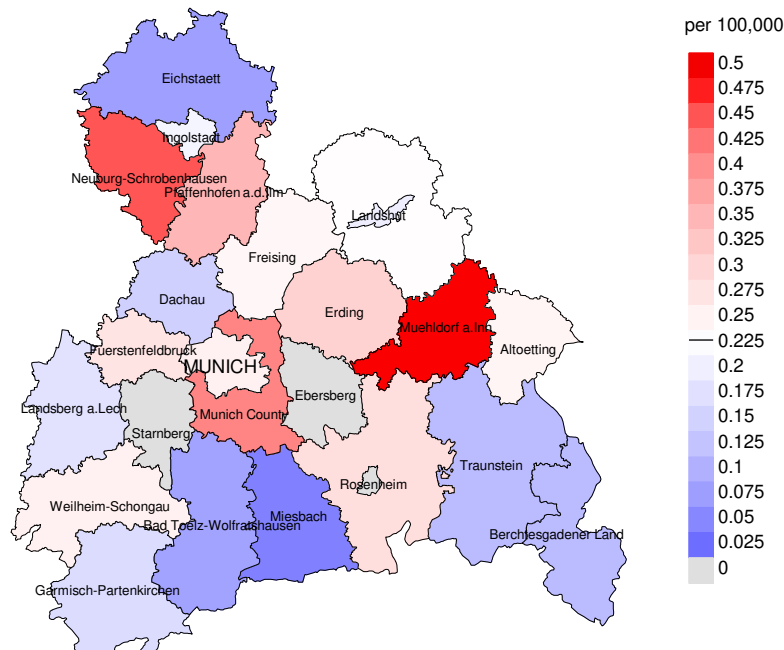 per 100,000
0.5
0.475
0.45
0.425
0.4
0.375
0.35
0.325
0.3
0.275
0.25
0.225
0.2
0.175
0.15
0.125
0.1
0.075
0.05
0.025
0
Eichstaett
Ingolstadt
Neuburg-Schrobenhausen
Pfaffenhofen a.d.Ilm
Landshut
Freising
Dachau
Erding
Muehldorf a.Inn
Altoetting
Fuerstenfeldbruck
MUNICH
Ebersberg
Landsberg a.Lech
Munich County
Starnberg
Traunstein
Rosenheim
Weilheim-Schongau
Miesbach
Bad Toelz-Wolfratshausen
Berchtesgadener Land
Garmisch-Partenkirchen